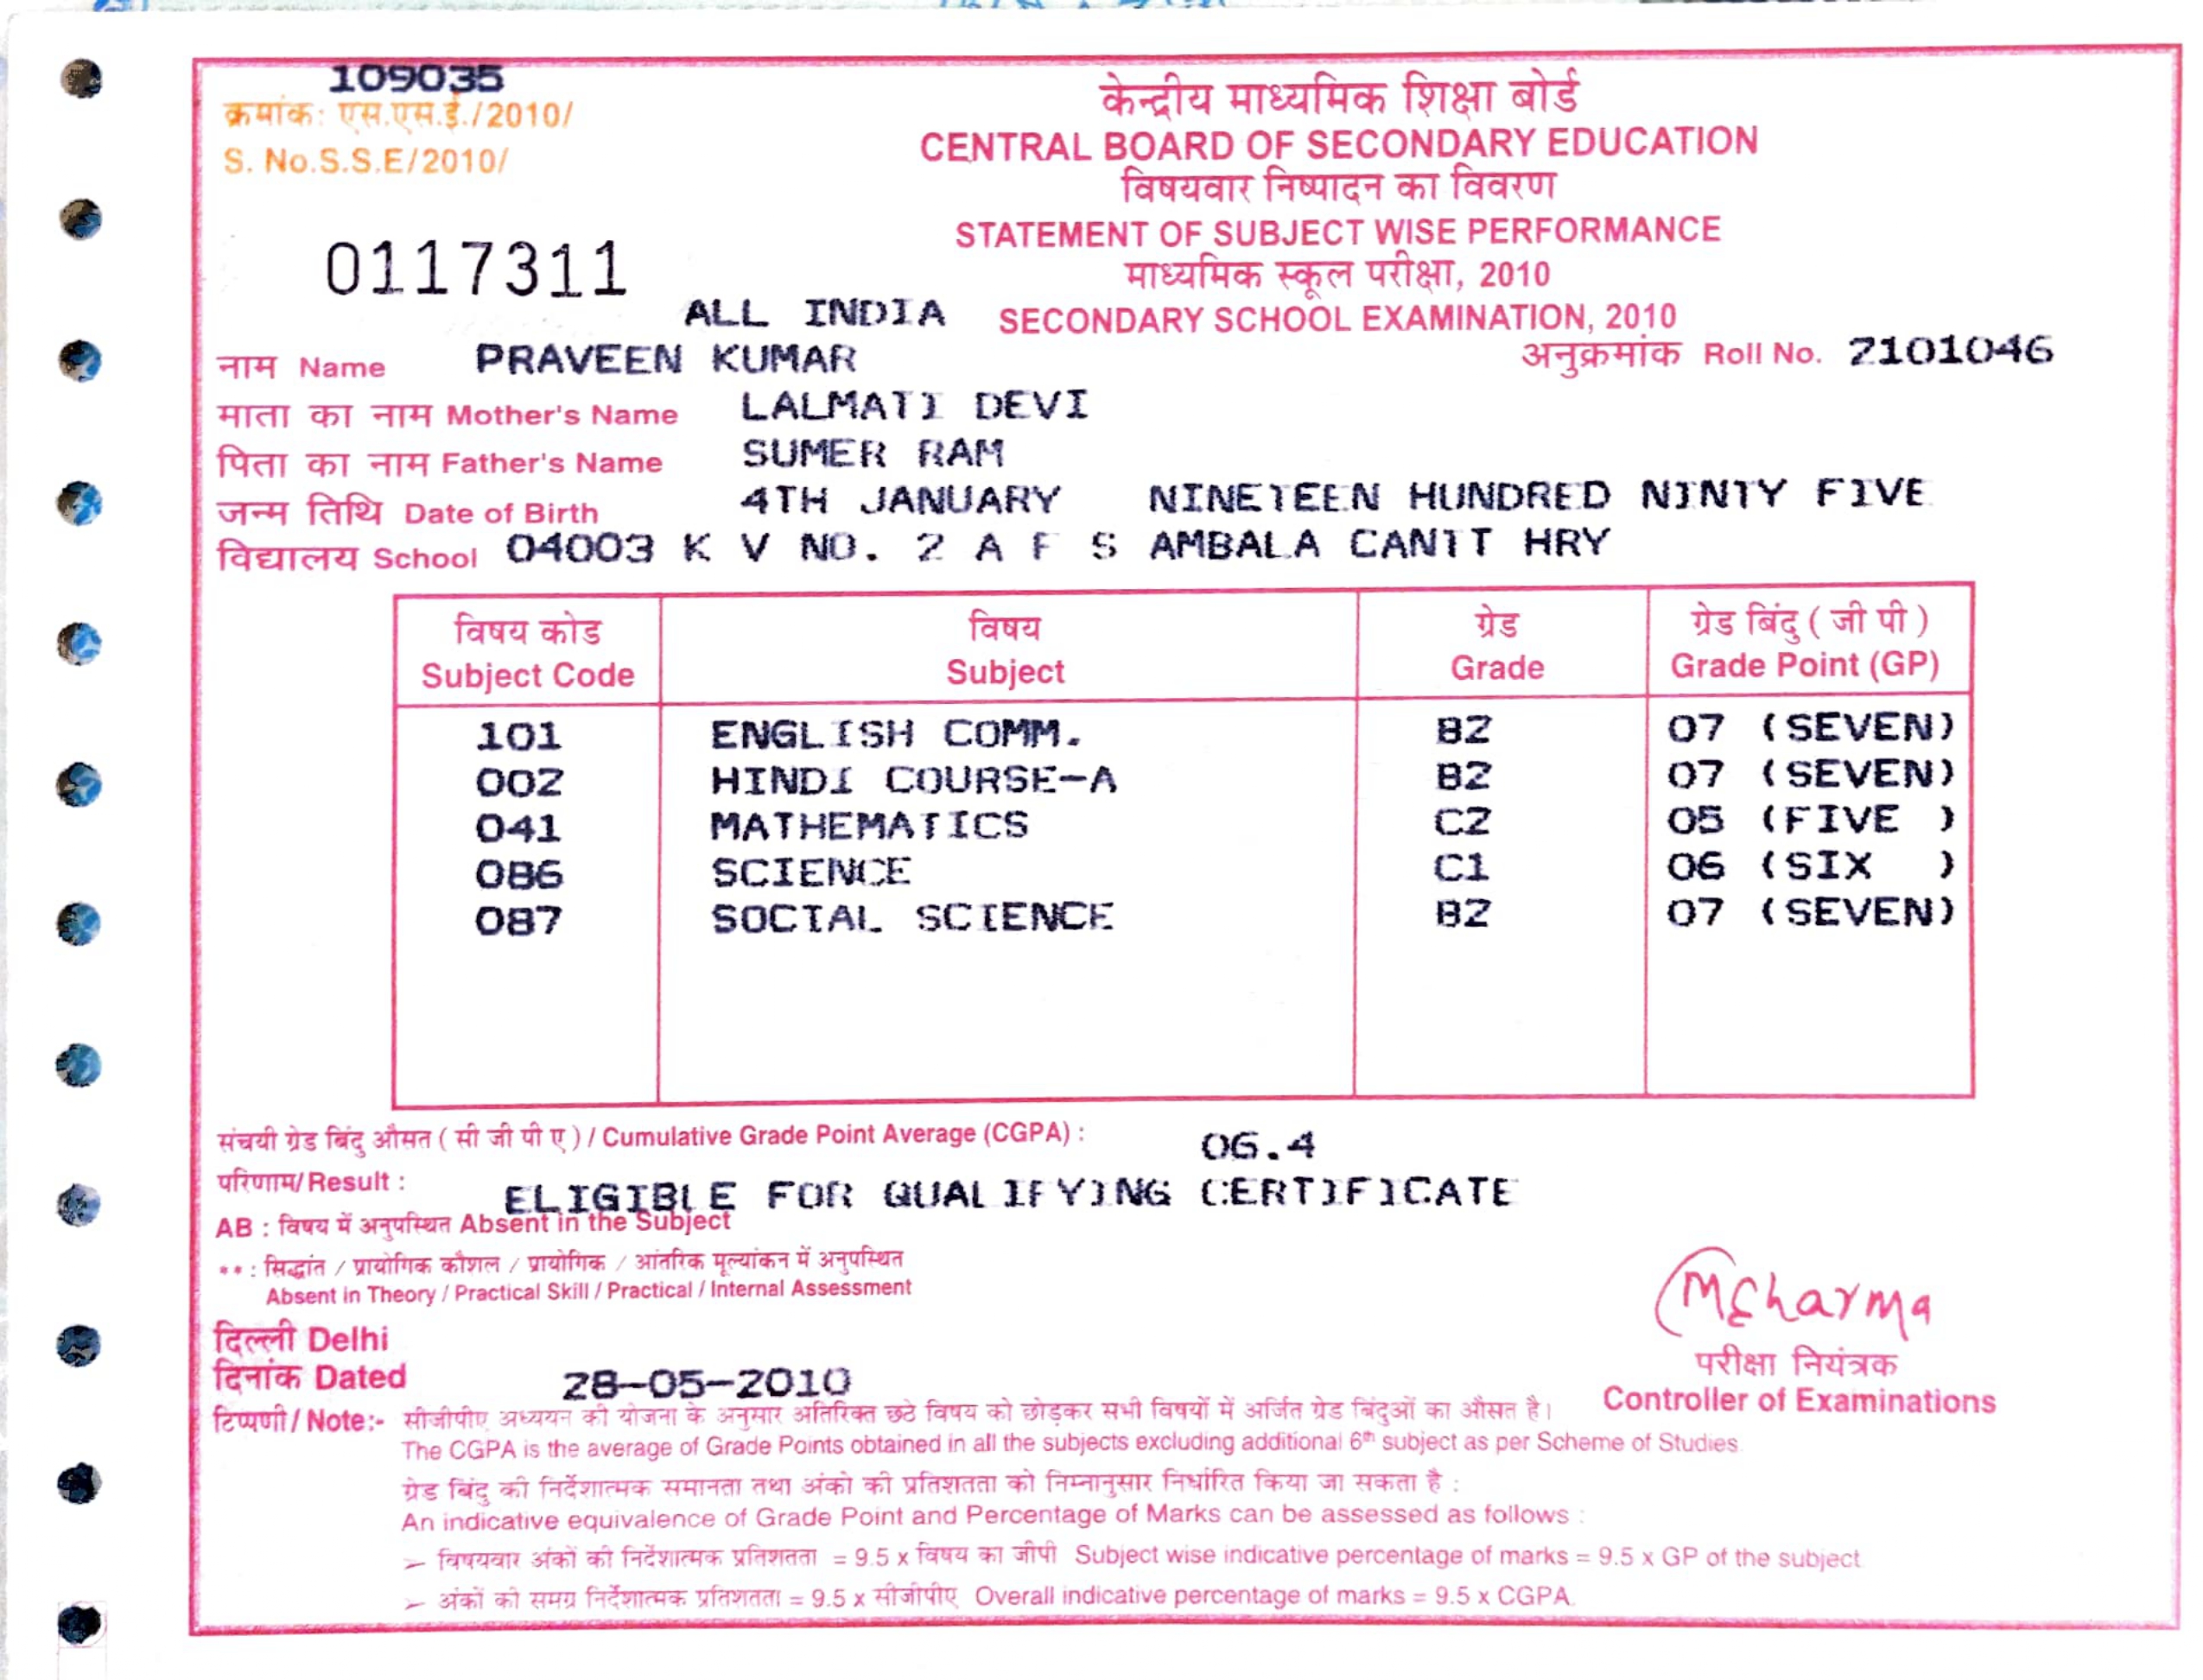 109035
क्रमांक: एस.एस.ई./2010/
S. No.S.S.E/2010/
केन्द्रीय माध्यमिक शिक्षा बोर्ड
CENTRAL BOARD OF SECONDARY EDUCATION
विषयवार निष्पादन का विवरण
STATEMENT OF SUBJECT WISE PERFORMANCE
माध्यमिक स्कूल परीक्षा, 2010
0117311
ALL INDIA SECONDARY SCHOOL EXAMINATION, 2010
नाम Name PRAVEEN KUMAR अनुक्रमांक Roll No. 2101046
माता का नाम Mother's Name LALMATI DEVI
पिता का नाम Father's Name SUMER RAM
जन्म तिथि Date of Birth 4TH JANUARY NINETEEN HUNDRED NINTY FIVE
विद्यालय School 04003 K V NO. 2 A F S AMBALA CANTT HRY
विषय कोड विषय ग्रेड ग्रेड बिंदु ( जी पी )
Subject Code Subject Grade Grade Point (GP)
101 ENGLISH COMM. B2 07 (SEVEN)
002 HINDI COURSE-A B2 07 (SEVEN)
041 MATHEMATICS C2 05 (FIVE )
086 SCIENCE C1 06 (SIX )
087 SOCIAL SCIENCE B2 07 (SEVEN)
संचयी ग्रेड बिंदु औसत ( सी जी पी ए ) / Cumulative Grade Point Average (CGPA) : 06.4
परिणाम/ Result : ELIGIBLE FOR QUALIFYING CERTIFICATE
AB : विषय में अनुपस्थित Absent in the Subject
** : सिद्धांत / प्रायोगिक कौशल / प्रायोगिक / आंतरिक मूल्यांकन में अनुपस्थित
Absent in Theory / Practical Skill / Practical / Internal Assessment
दिल्ली Delhi
दिनांक Dated 28-05-2010
MSharma
परीक्षा नियंत्रक
Controller of Examinations
टिप्पणी / Note:- सीजीपीए अध्ययन की योजना के अनुसार अतिरिक्त छठे विषय को छोड़कर सभी विषयों में अर्जित ग्रेड बिंदुओं का औसत है।
The CGPA is the average of Grade Points obtained in all the subjects excluding additional 6th subject as per Scheme of Studies.
ग्रेड बिंदु की निर्देशात्मक समानता तथा अंको की प्रतिशतता को निम्नानुसार निर्धारित किया जा सकता है :
An indicative equivalence of Grade Point and Percentage of Marks can be assessed as follows :
➢ विषयवार अंकों की निर्देशात्मक प्रतिशतता = 9.5 x विषय का जीपी Subject wise indicative percentage of marks = 9.5 x GP of the subject
➢ अंकों की समग्र निर्देशात्मक प्रतिशतता = 9.5 x सीजीपीए Overall indicative percentage of marks = 9.5 x CGPA.